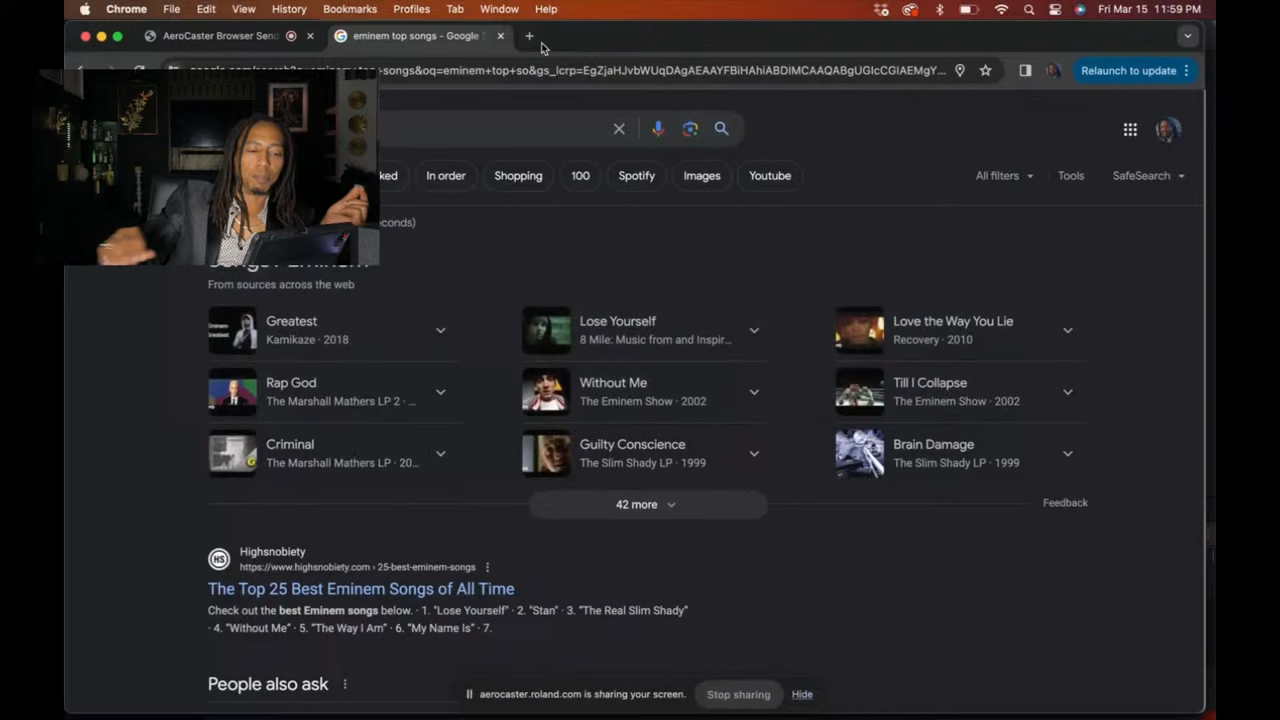 Chrome File Edit View History Bookmarks Profiles Tab Window Help
Fri Mar 15 11:59 PM
AeroCaster Browser Send
eminem top songs - Google S
Relaunch to update
In order
Shopping
100
Spotify
Images
Youtube
All filters
Tools
SafeSearch
From sources across the web
Greatest
Kamikaze · 2018
Lose Yourself
8 Mile: Music from and Inspir...
Love the Way You Lie
Recovery · 2010
Rap God
The Marshall Mathers LP 2 · ...
Without Me
The Eminem Show · 2002
Till I Collapse
The Eminem Show · 2002
Criminal
The Marshall Mathers LP · 20...
Guilty Conscience
The Slim Shady LP · 1999
Brain Damage
The Slim Shady LP · 1999
42 more
Feedback
Highsnobiety
https://www.highsnobiety.com › 25-best-eminem-songs
The Top 25 Best Eminem Songs of All Time
Check out the best Eminem songs below. · 1. "Lose Yourself" · 2. "Stan" · 3. "The Real Slim Shady"
· 4. "Without Me" · 5. "The Way I Am" · 6. "My Name Is" · 7.
People also ask
aerocaster.roland.com is sharing your screen.
Stop sharing
Hide